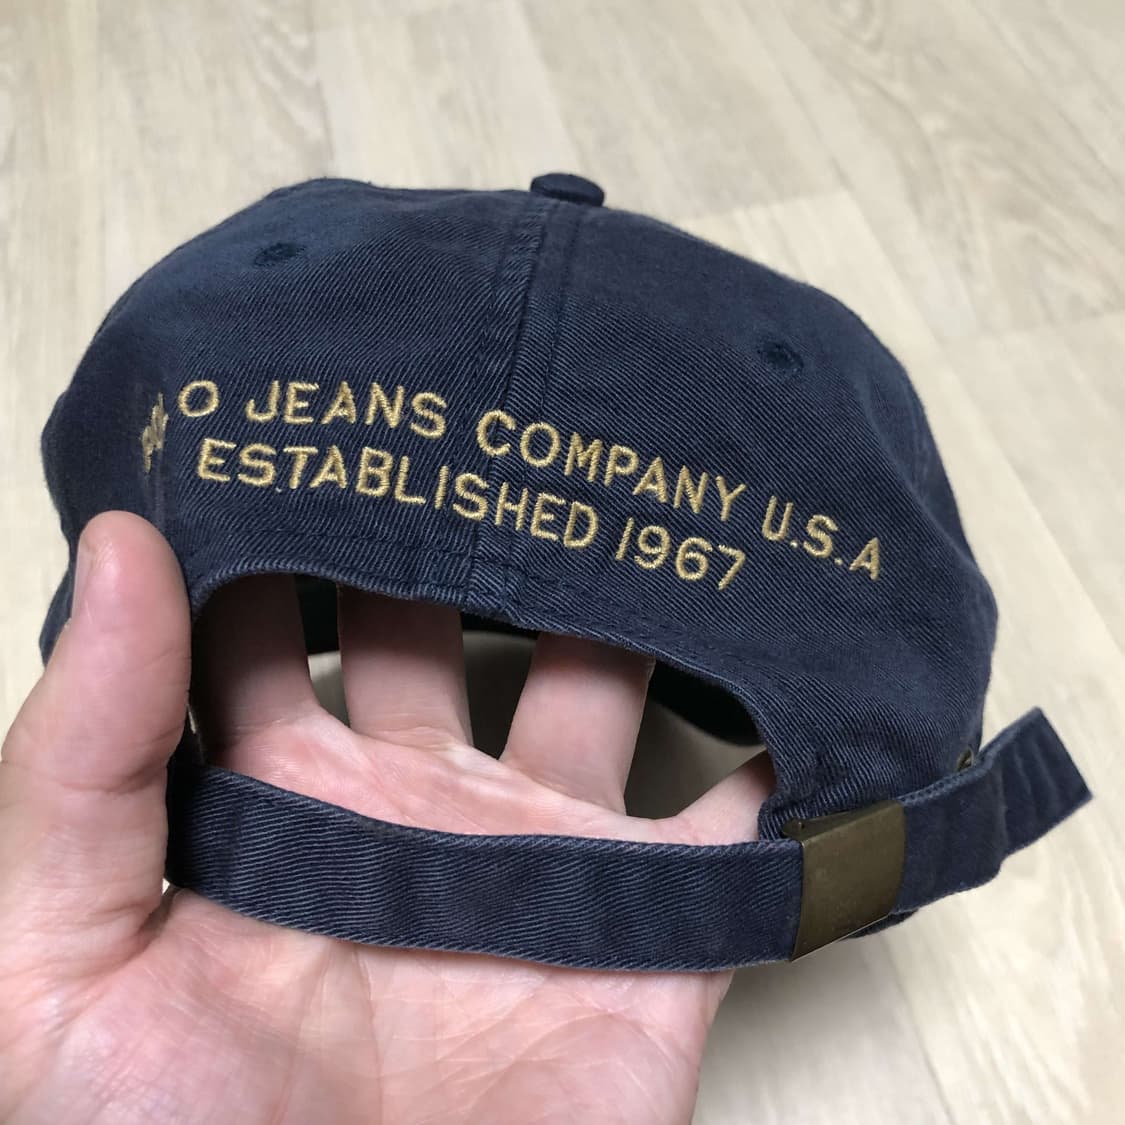 JEANS COMPANY U.S.A
ESTABLISHED 1967